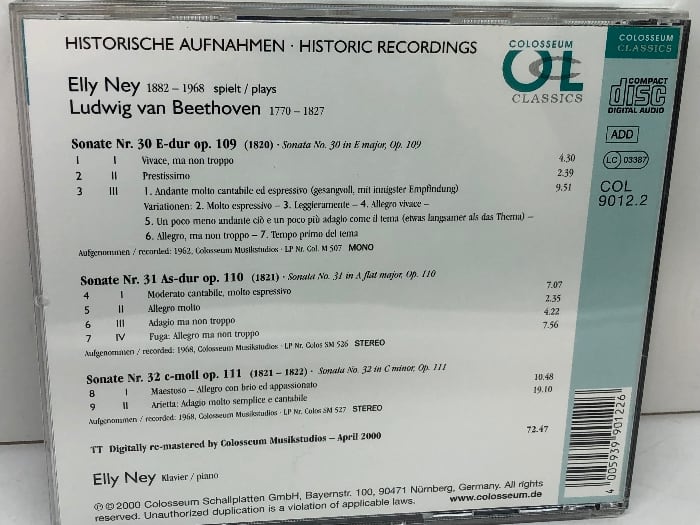 HISTORISCHE AUFNAHMEN · HISTORIC RECORDINGS
COLOSSEUM
COL
CLASSICS
COLOSSEUM
CLASSICS
COMPACT
disc
DIGITAL AUDIO
ADD
LC 03387
COL
9012.2
Elly Ney 1882 – 1968 spielt / plays
Ludwig van Beethoven 1770 – 1827
Sonate Nr. 30 E-dur op. 109 (1820) · Sonata No. 30 in E major, Op. 109
1 I Vivace, ma non troppo 4.30
2 II Prestissimo 2.39
3 III 1. Andante molto cantabile ed espressivo (gesangvoll, mit innigster Empfindung) 9.51
Variationen: 2. Molto espressivo – 3. Leggieramente – 4. Allegro vivace –
5. Un poco meno andante ciò è un poco più adagio come il tema (etwas langsamer als das Thema) –
6. Allegro, ma non troppo – 7. Tempo primo del tema
Aufgenommen / recorded: 1962, Colosseum Musikstudios · LP Nr. Col. M 507 MONO
Sonate Nr. 31 As-dur op. 110 (1821) · Sonata No. 31 in A flat major, Op. 110
4 I Moderato cantabile, molto espressivo 7.07
5 II Allegro molto 2.35
6 III Adagio ma non troppo 4.22
7 IV Fuga: Allegro ma non troppo 7.56
Aufgenommen / recorded: 1968, Colosseum Musikstudios · LP Nr. Colos SM 526 STEREO
Sonate Nr. 32 c-moll op. 111 (1821 – 1822) · Sonata No. 32 in C minor, Op. 111
8 I Maestoso – Allegro con brio ed appassionato 10.48
9 II Arietta: Adagio molto semplice e cantabile 19.10
Aufgenommen / recorded: 1968, Colosseum Musikstudios · LP Nr. Colos SM 527 STEREO
TT Digitally re-mastered by Colosseum Musikstudios – April 2000 72.47
Elly Ney Klavier / piano
℗ © 2000 Colosseum Schallplatten GmbH, Bayernstr. 100, 90471 Nürnberg, Germany. All rights
reserved. Unauthorized duplication is a violation of applicable laws. www.colosseum.de
4 005939 901226